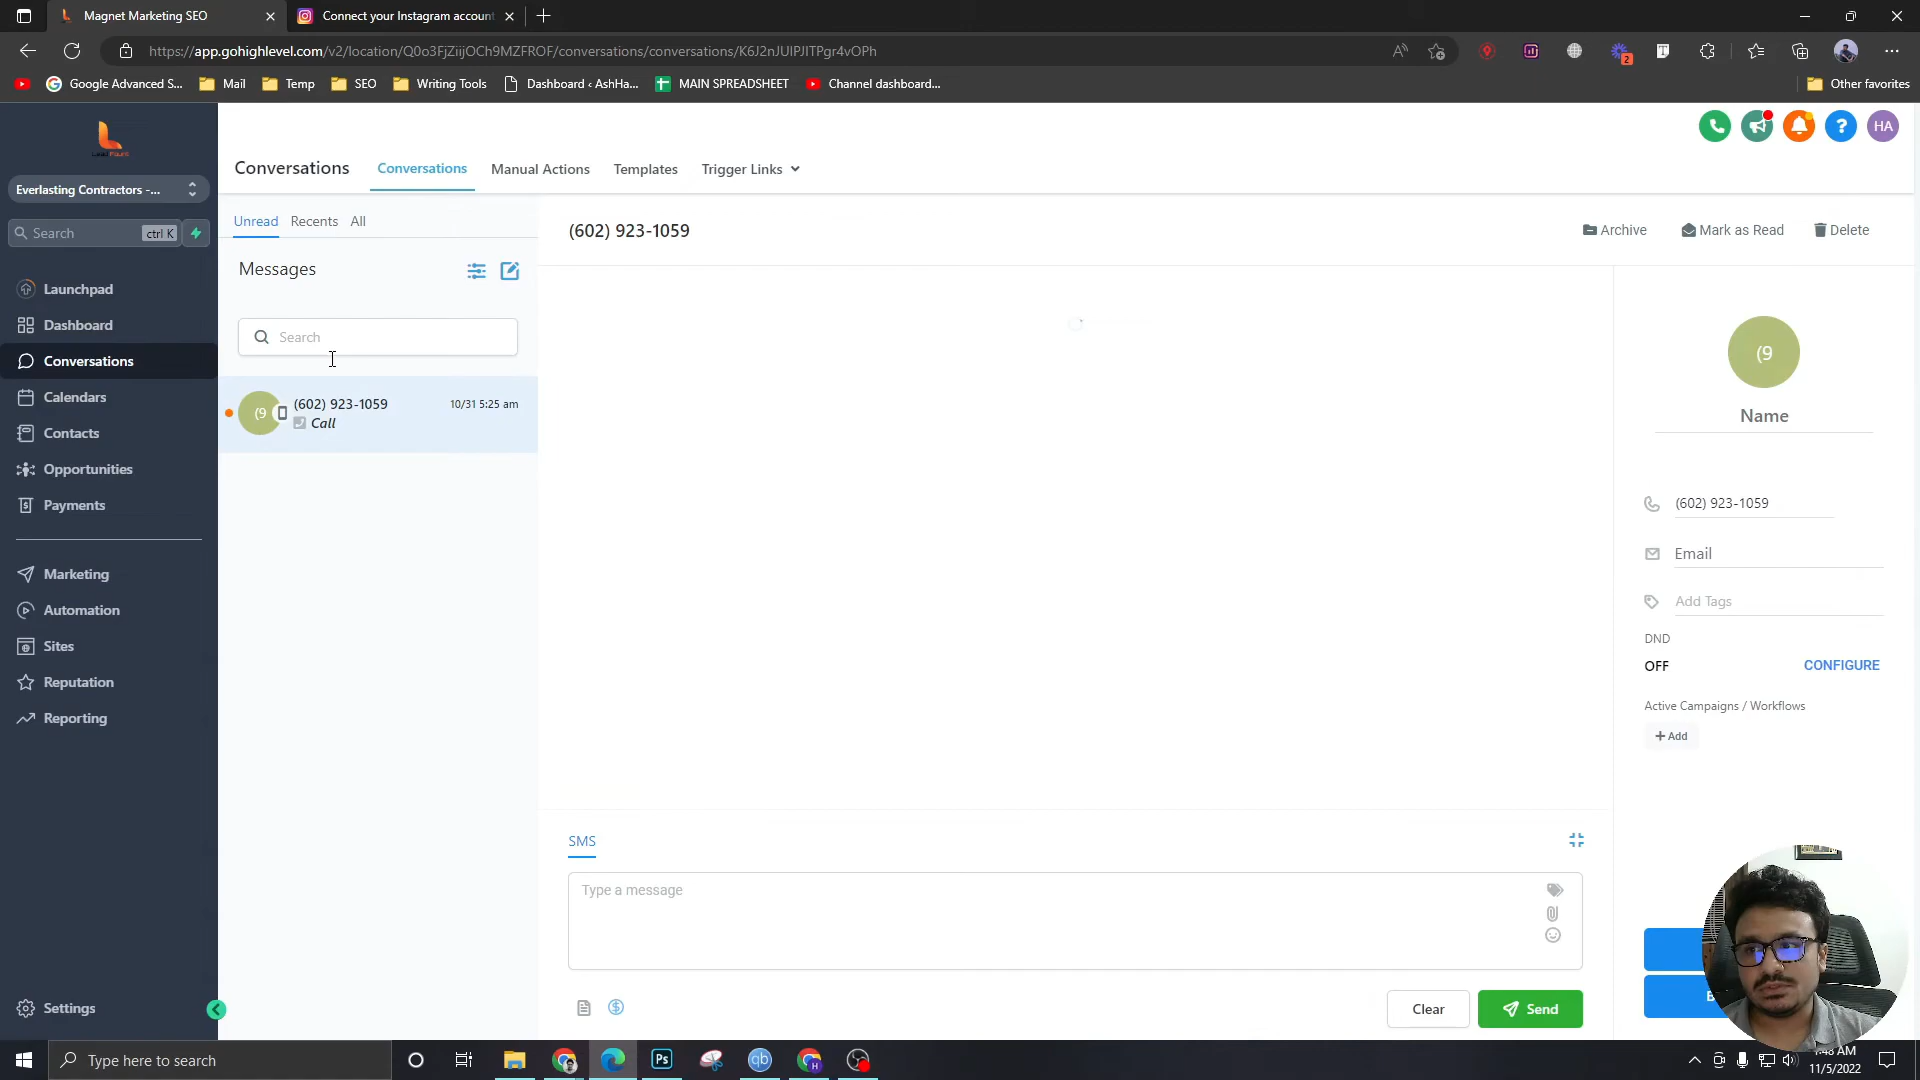 Magnet Marketing SEO
Connect your Instagram account
https://app.gohighlevel.com/v2/location/Q0o3FjZiijOCh9MZFROF/conversations/conversations/K6J2nJUIPJITPgr4vOPh
2
Google Advanced S...
Mail
Temp
SEO
Writing Tools
Dashboard ‹ AshHa...
MAIN SPREADSHEET
Channel dashboard...
Other favorites
HA
Conversations
Conversations
Manual Actions
Templates
Trigger Links
Everlasting Contractors -...
Search
ctrl K
Launchpad
Dashboard
Conversations
Calendars
Contacts
Opportunities
Payments
Marketing
Automation
Sites
Reputation
Reporting
Settings
Unread
Recents
All
Messages
Search
(9
(602) 923-1059
10/31 5:25 am
Call
(602) 923-1059
Archive
Mark as Read
Delete
SMS
Type a message
Clear
Send
(9
Name
(602) 923-1059
Email
Add Tags
DND
OFF
CONFIGURE
Active Campaigns / Workflows
+ Add
Type here to search
Ps
qb
H
11/5/2022